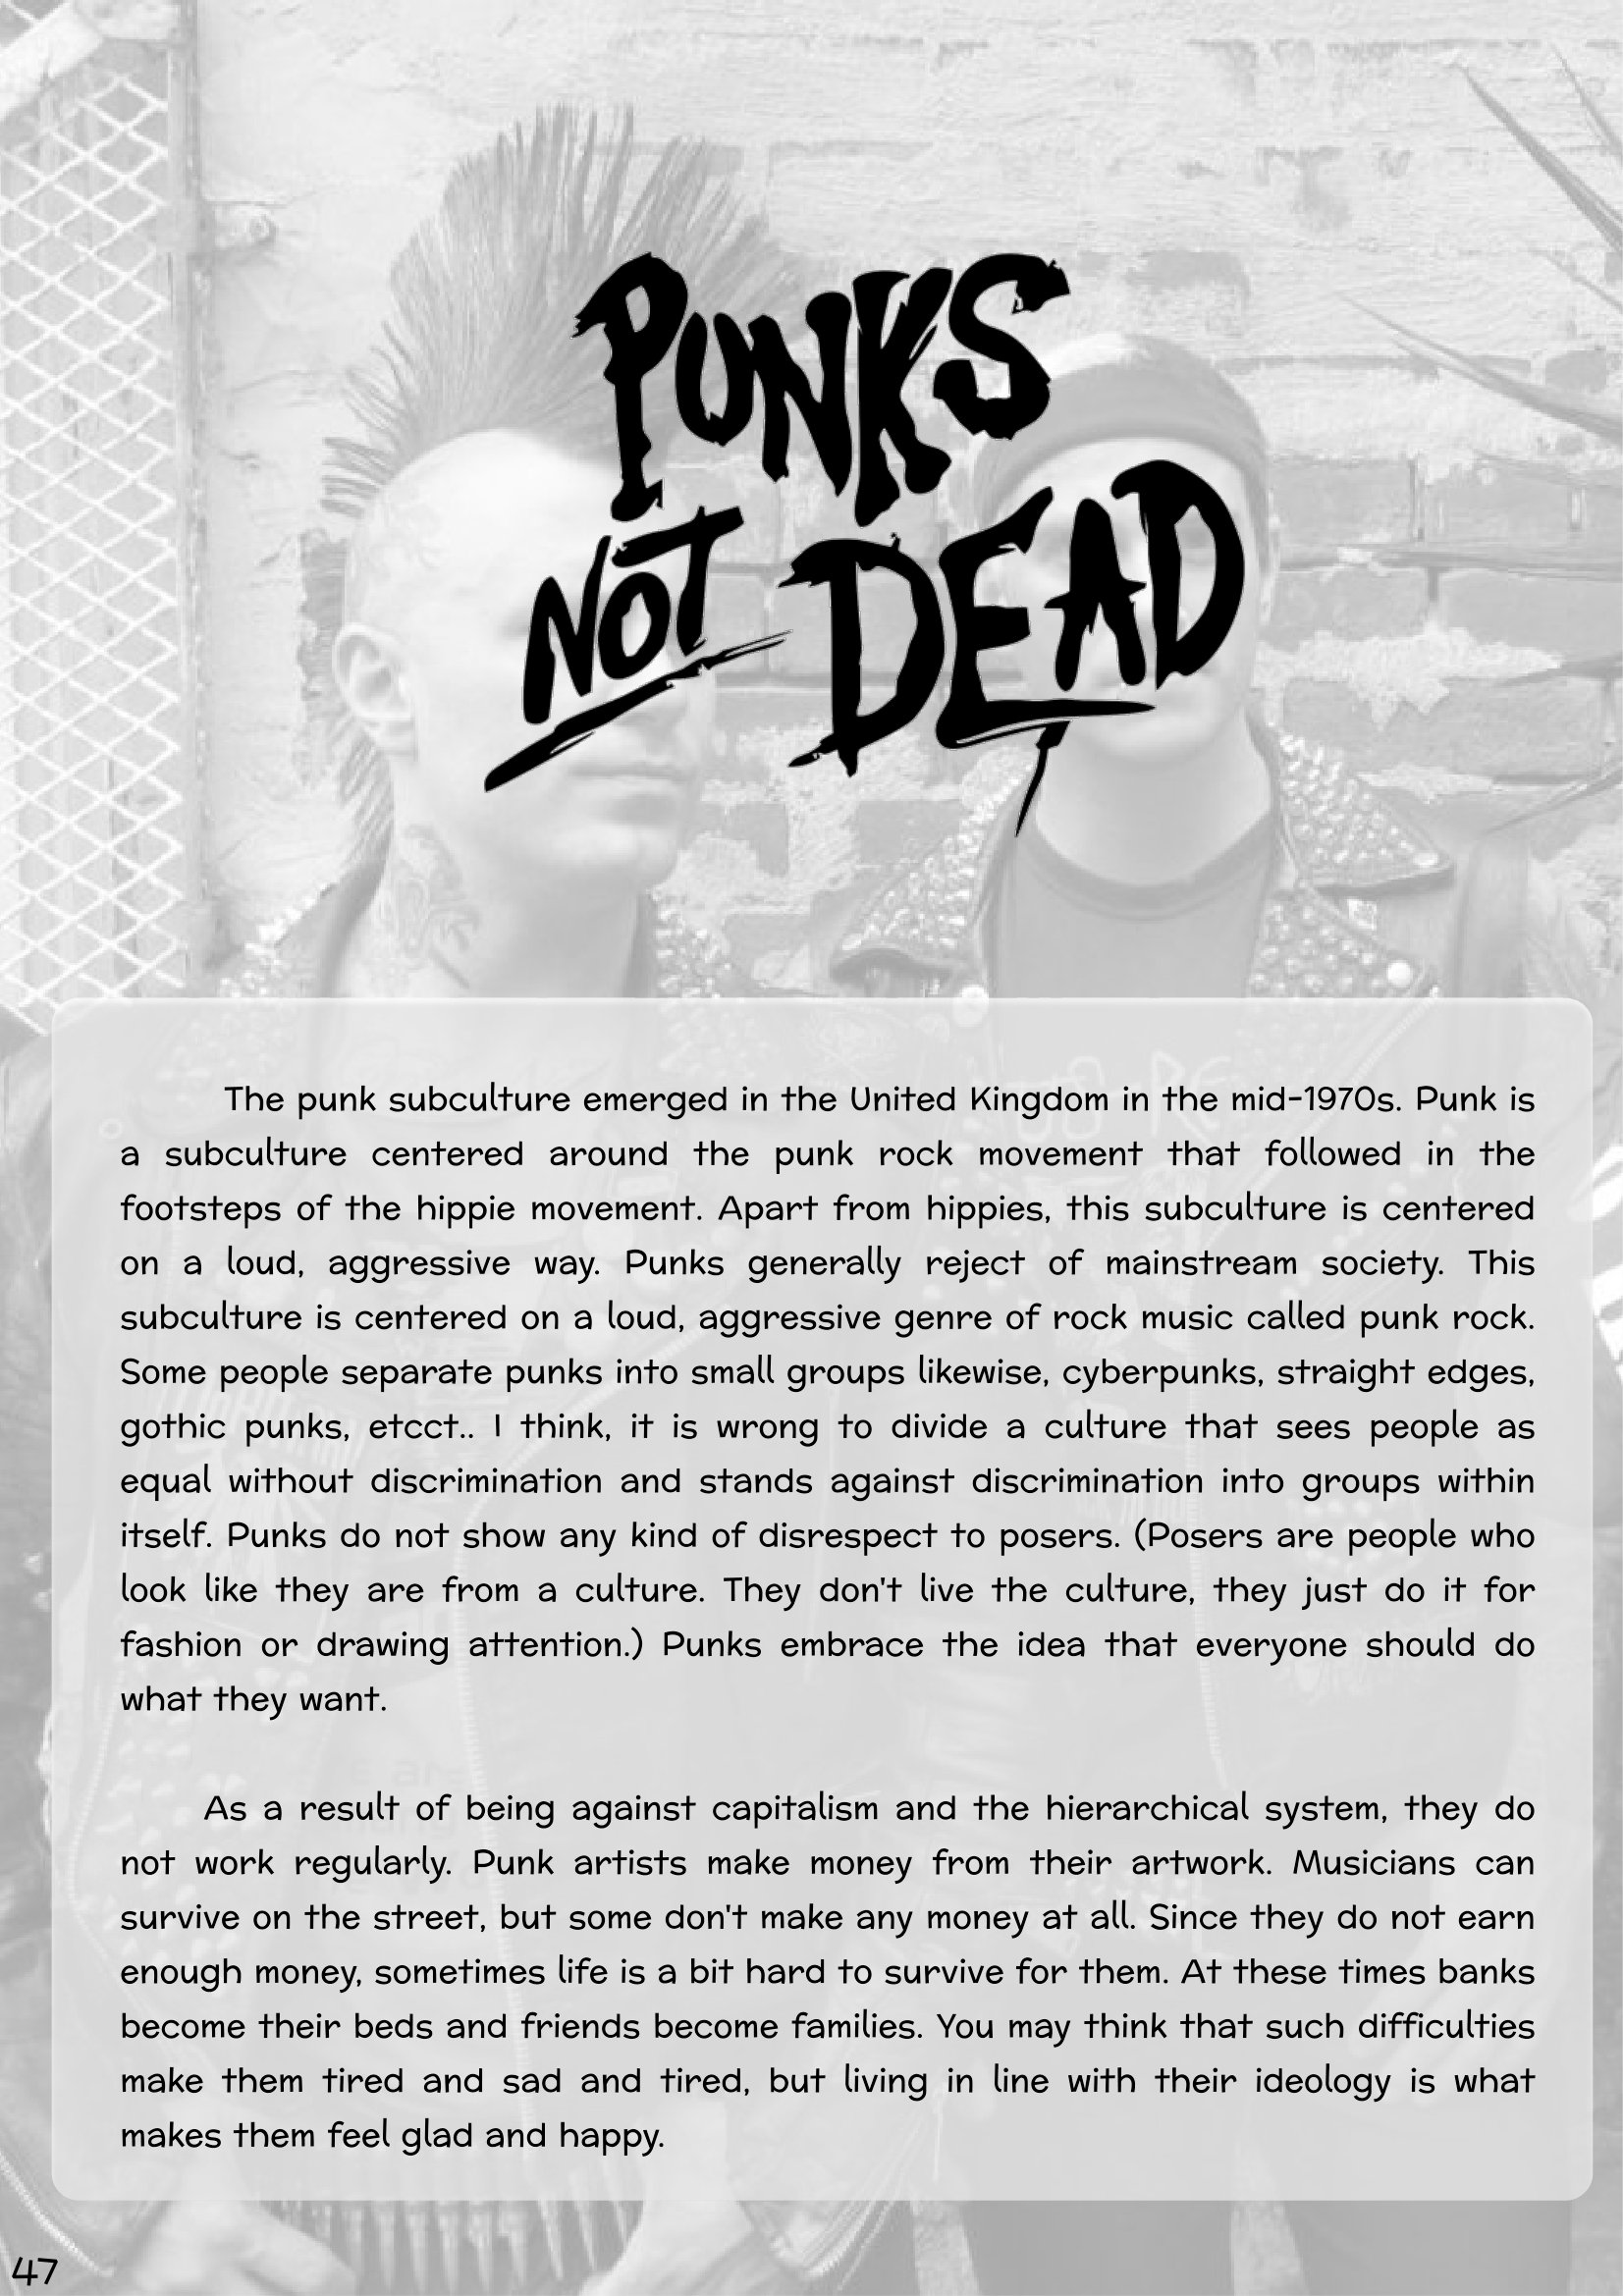 PUNKS
NOT DEAD
The punk subculture emerged in the United Kingdom in the mid-1970s. Punk is
a subculture centered around the punk rock movement that followed in the
footsteps of the hippie movement. Apart from hippies, this subculture is centered
on a loud, aggressive way. Punks generally reject of mainstream society. This
subculture is centered on a loud, aggressive genre of rock music called punk rock.
Some people separate punks into small groups likewise, cyberpunks, straight edges,
gothic punks, etcct.. I think, it is wrong to divide a culture that sees people as
equal without discrimination and stands against discrimination into groups within
itself. Punks do not show any kind of disrespect to posers. (Posers are people who
look like they are from a culture. They don't live the culture, they just do it for
fashion or drawing attention.) Punks embrace the idea that everyone should do
what they want.
As a result of being against capitalism and the hierarchical system, they do
not work regularly. Punk artists make money from their artwork. Musicians can
survive on the street, but some don't make any money at all. Since they do not earn
enough money, sometimes life is a bit hard to survive for them. At these times banks
become their beds and friends become families. You may think that such difficulties
make them tired and sad and tired, but living in line with their ideology is what
makes them feel glad and happy.
47